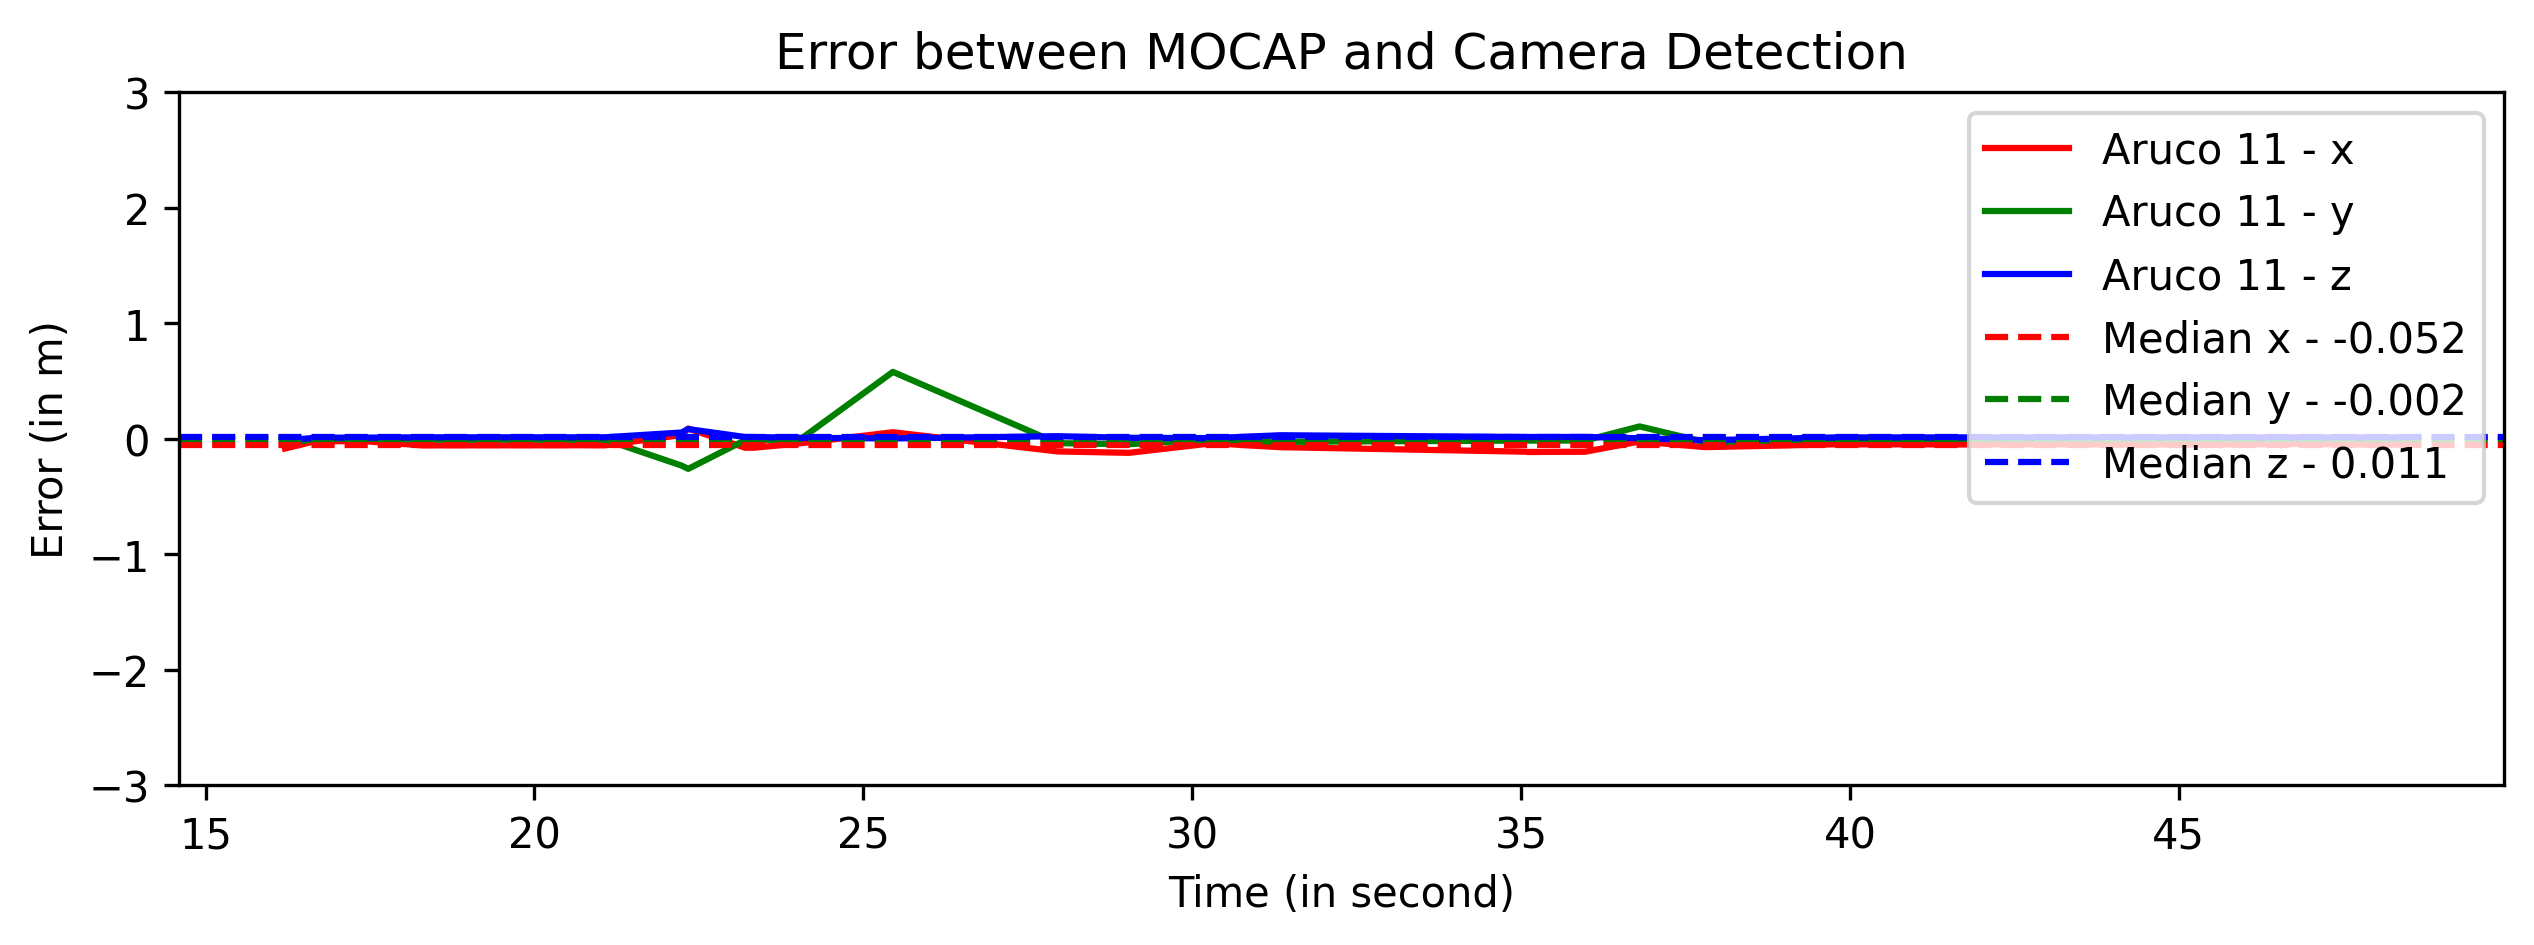 Error between MOCAP and Camera Detection
3
2
1
0
−1
−2
−3
Error (in m)
Aruco 11 - x
Aruco 11 - y
Aruco 11 - z
Median x - -0.052
Median y - -0.002
Median z - 0.011
15 20 25 30 35 40 45
Time (in second)